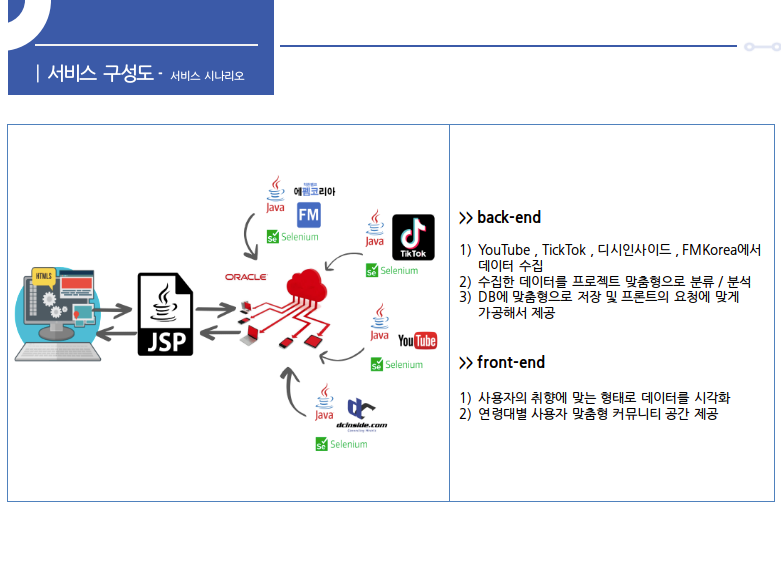 | 서비스 구성도 - 서비스 시나리오
Java
에펨코리아
FM
Selenium
Java
TikTok
Selenium
ORACLE
HTML5
JSP
Java
YouTube
Selenium
Java
dcinside.com
Selenium
>> back-end
1) YouTube , TickTok , 디시인사이드 , FMKorea에서
데이터 수집
2) 수집한 데이터를 프로젝트 맞춤형으로 분류 / 분석
3) DB에 맞춤형으로 저장 및 프론트의 요청에 맞게
가공해서 제공
>> front-end
1) 사용자의 취향에 맞는 형태로 데이터를 시각화
2) 연령대별 사용자 맞춤형 커뮤니티 공간 제공